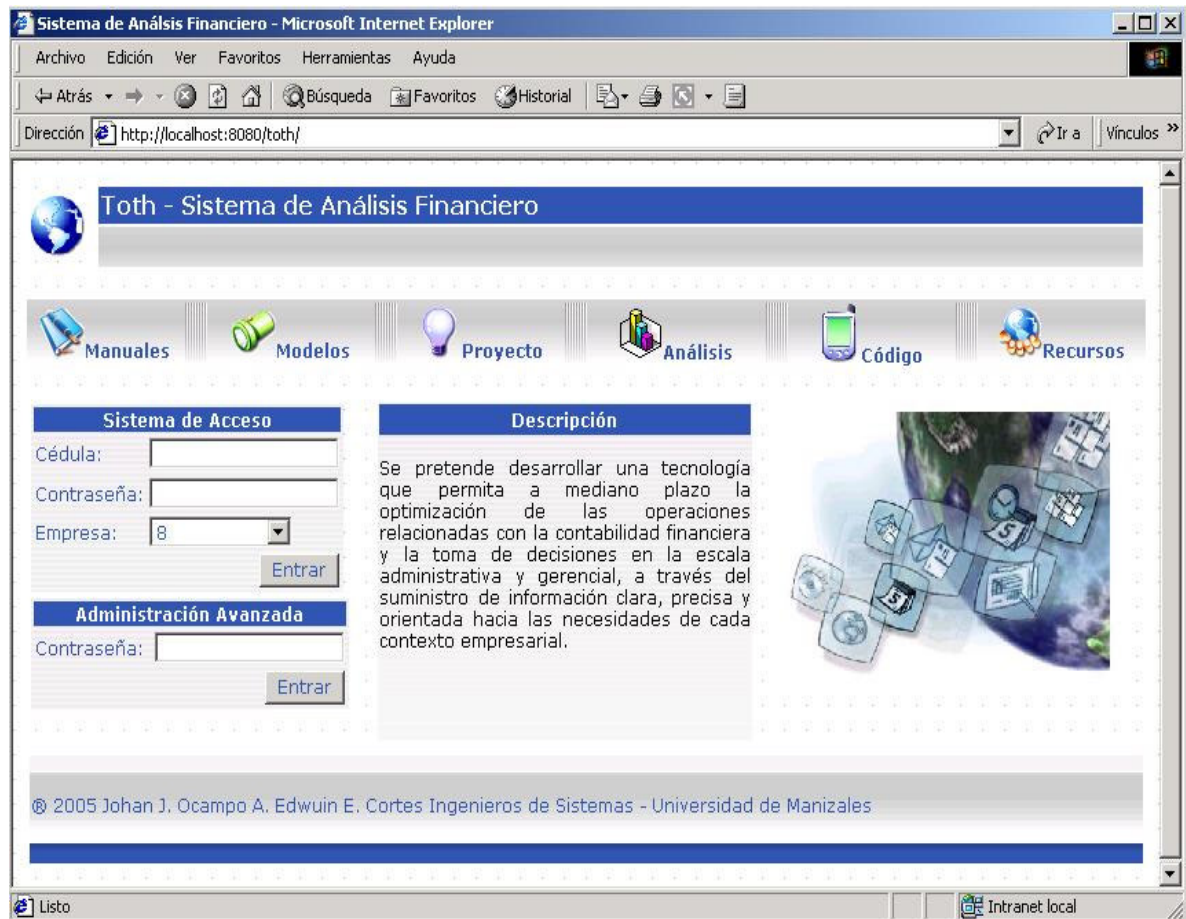 Sistema de Análsis Financiero - Microsoft Internet Explorer
Archivo Edición Ver Favoritos Herramientas Ayuda
Atrás Búsqueda Favoritos Historial
Dirección http://localhost:8080/toth/ Ir a Vínculos »
Toth - Sistema de Análisis Financiero
Manuales Modelos Proyecto Análisis Código Recursos
Sistema de Acceso
Cédula:
Contraseña:
Empresa: 8
Entrar
Administración Avanzada
Contraseña:
Entrar
Descripción
Se pretende desarrollar una tecnología
que permita a mediano plazo la
optimización de las operaciones
relacionadas con la contabilidad financiera
y la toma de decisiones en la escala
administrativa y gerencial, a través del
suministro de información clara, precisa y
orientada hacia las necesidades de cada
contexto empresarial.
5
5
® 2005 Johan J. Ocampo A. Edwuin E. Cortes Ingenieros de Sistemas - Universidad de Manizales
Listo Intranet local